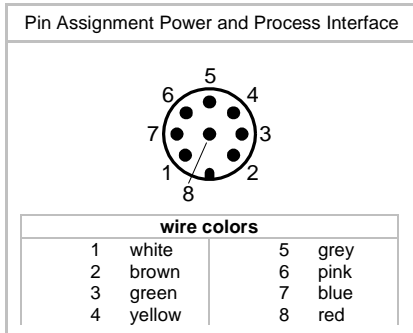 Pin Assignment Power and Process Interface
5
6 4
7 3
1 2
8
wire colors
1 white 5 grey
2 brown 6 pink
3 green 7 blue
4 yellow 8 red